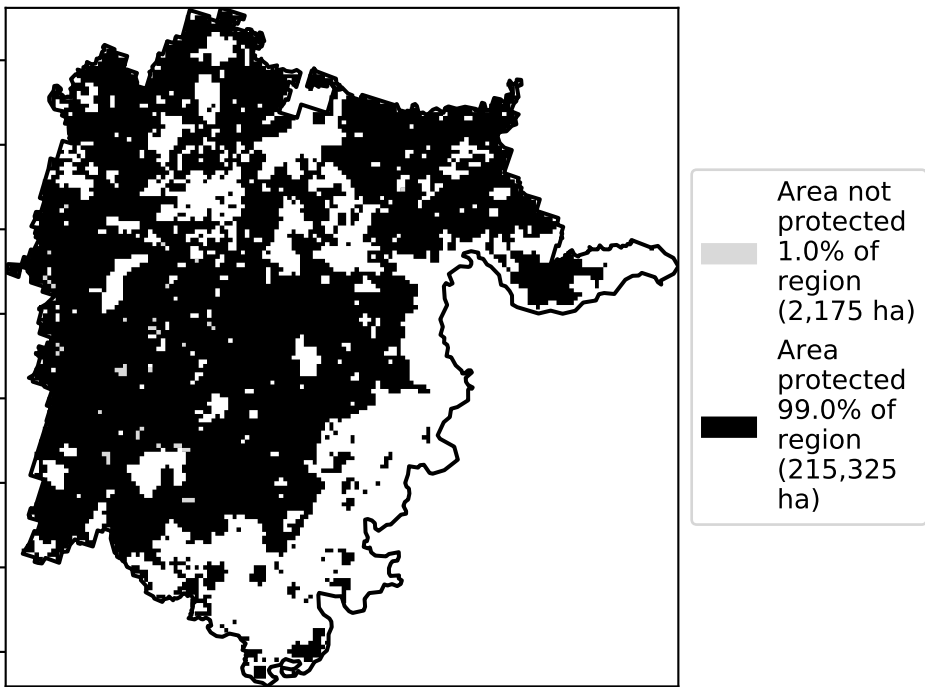 Area not
protected
1.0% of
region
(2,175 ha)
Area
protected
99.0% of
region
(215,325
ha)